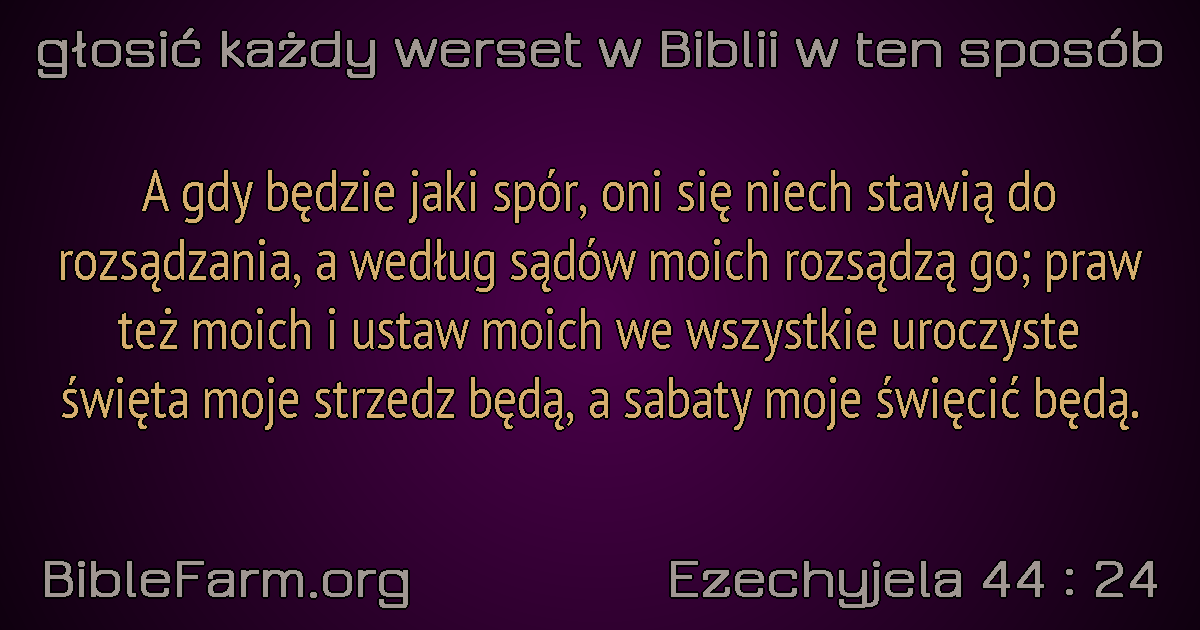 głosić każdy werset w Biblii w ten sposób
A gdy będzie jaki spór, oni się niech stawią do
rozsądzania, a według sądów moich rozsądzą go; praw
też moich i ustaw moich we wszystkie uroczyste
święta moje strzedz będą, a sabaty moje święcić będą.
BibleFarm.org
Ezechyjela 44 : 24